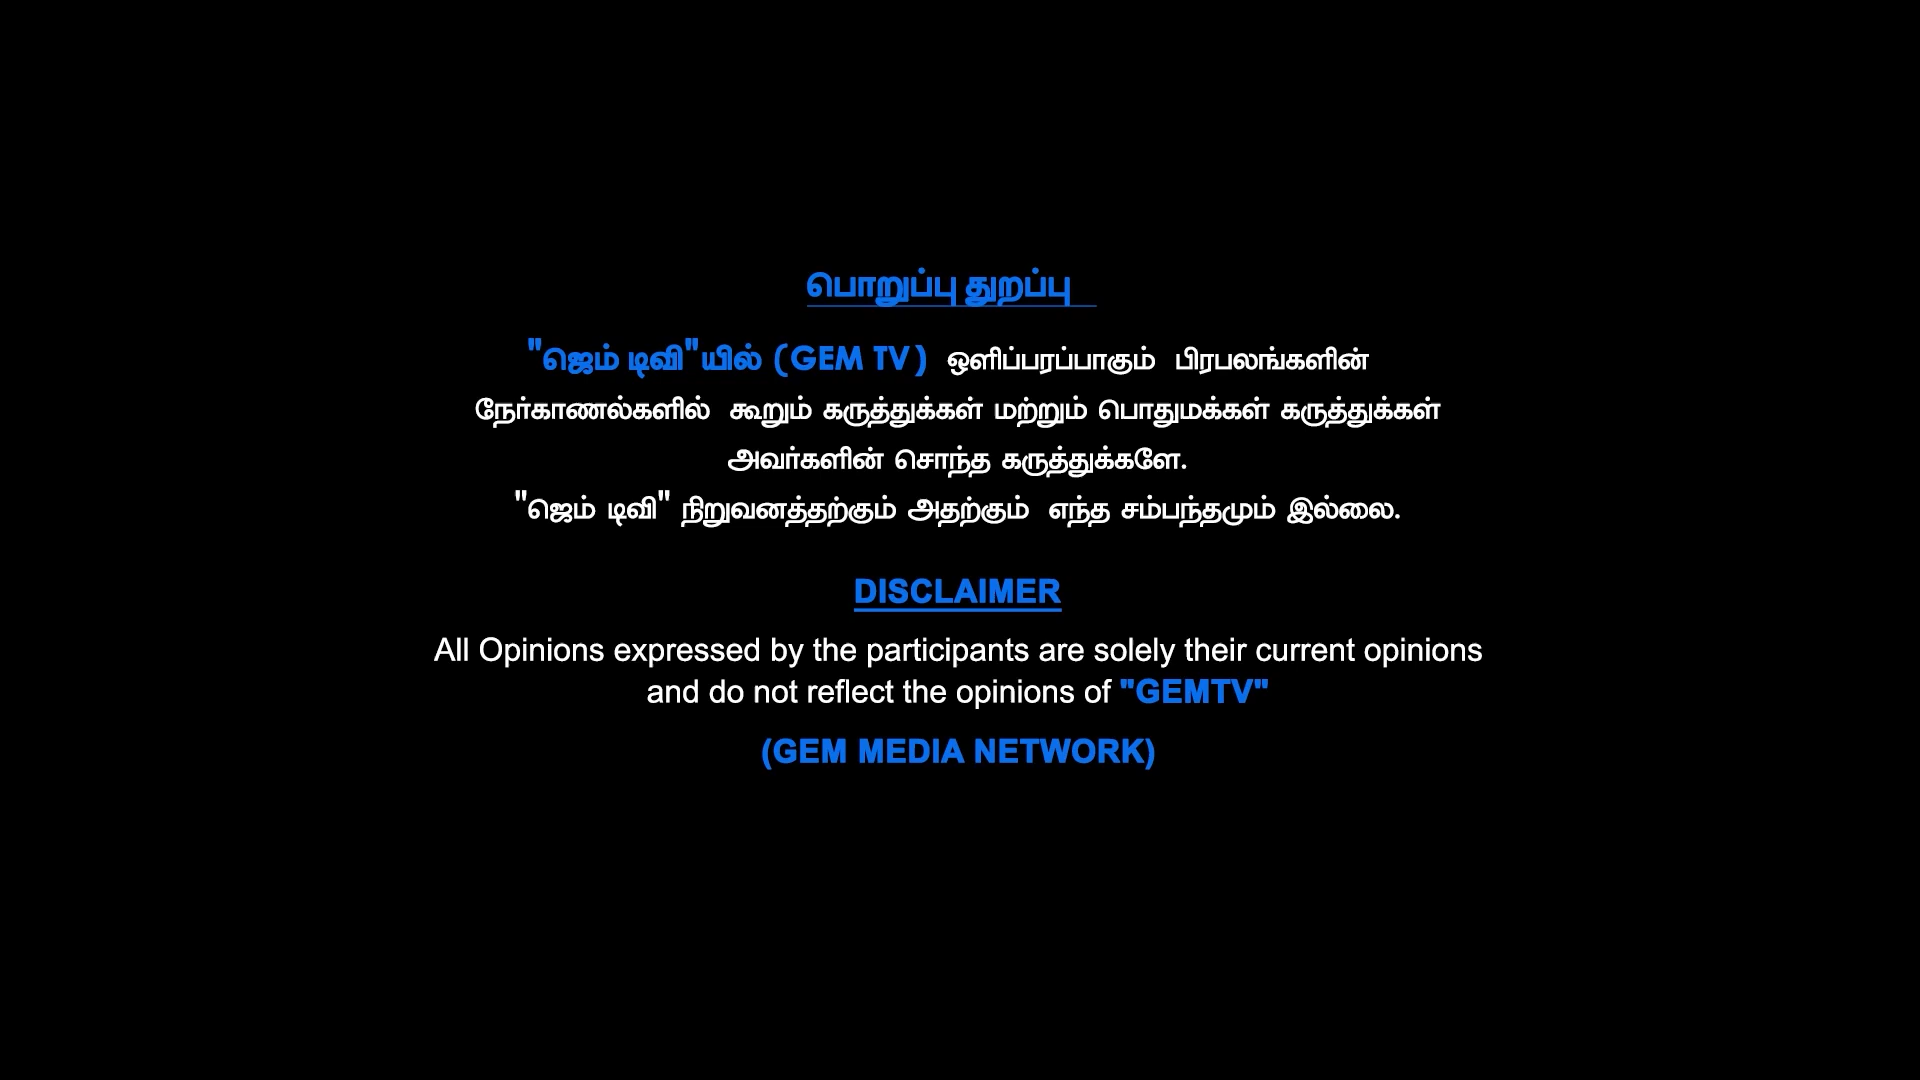 பொறுப்பு துறப்பு
"ஜெம் டிவி"யில் (GEM TV) ஒளிப்பரப்பாகும் பிரபலங்களின்
நேர்காணல்களில் கூறும் கருத்துக்கள் மற்றும் பொதுமக்கள் கருத்துக்கள்
அவர்களின் சொந்த கருத்துக்களே.
"ஜெம் டிவி" நிறுவனத்தற்கும் அதற்கும் எந்த சம்பந்தமும் இல்லை.
DISCLAIMER
All Opinions expressed by the participants are solely their current opinions
and do not reflect the opinions of "GEMTV"
(GEM MEDIA NETWORK)